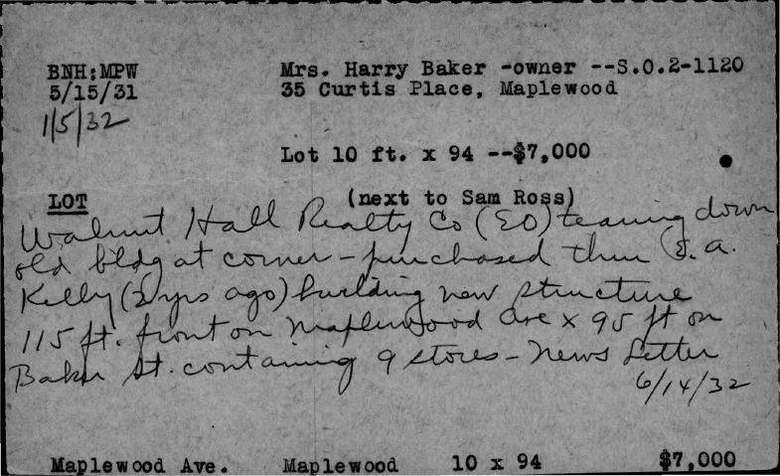 BNH:MPW
Mrs. Harry Baker -owner --S.O.2-1120
5/15/31
35 Curtis Place, Maplewood
1/5/32
Lot 10 ft. x 94 --$7,000
LOT
(next to Sam Ross)
Walnut Hall Realty Co (EO) tearing down
old bldg at corner - purchased thru E. A.
Kelly (2 yrs ago) building new structure
115 ft. front on Maplewood Ave x 95 ft on
Baker St. containing 9 stores - News Letter
6/14/32
Maplewood Ave. Maplewood 10 x 94 $7,000